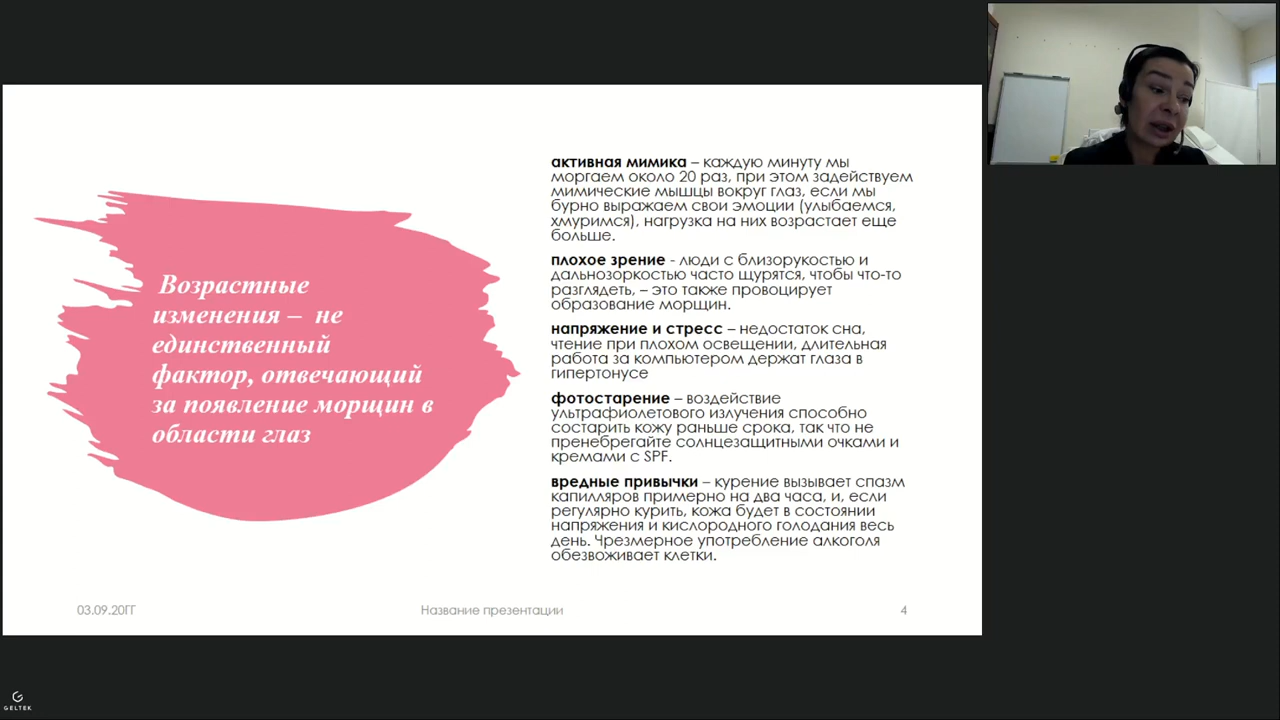 Возрастные
изменения – не
единственный
фактор, отвечающий
за появление морщин в
области глаз
активная мимика – каждую минуту мы
моргаем около 20 раз, при этом задействуем
мимические мышцы вокруг глаз, если мы
бурно выражаем свои эмоции (улыбаемся,
хмуримся), нагрузка на них возрастает еще
больше.
плохое зрение - люди с близорукостью и
дальнозоркостью часто щурятся, чтобы что-то
разглядеть, – это также провоцирует
образование морщин.
напряжение и стресс – недостаток сна,
чтение при плохом освещении, длительная
работа за компьютером держат глаза в
гипертонусе
фотостарение – воздействие
ультрафиолетового излучения способно
состарить кожу раньше срока, так что не
пренебрегайте солнцезащитными очками и
кремами с SPF.
вредные привычки – курение вызывает спазм
капилляров примерно на два часа, и, если
регулярно курить, кожа будет в состоянии
напряжения и кислородного голодания весь
день. Чрезмерное употребление алкоголя
обезвоживает клетки.
03.09.20ГГ
Название презентации
4
GELTEK